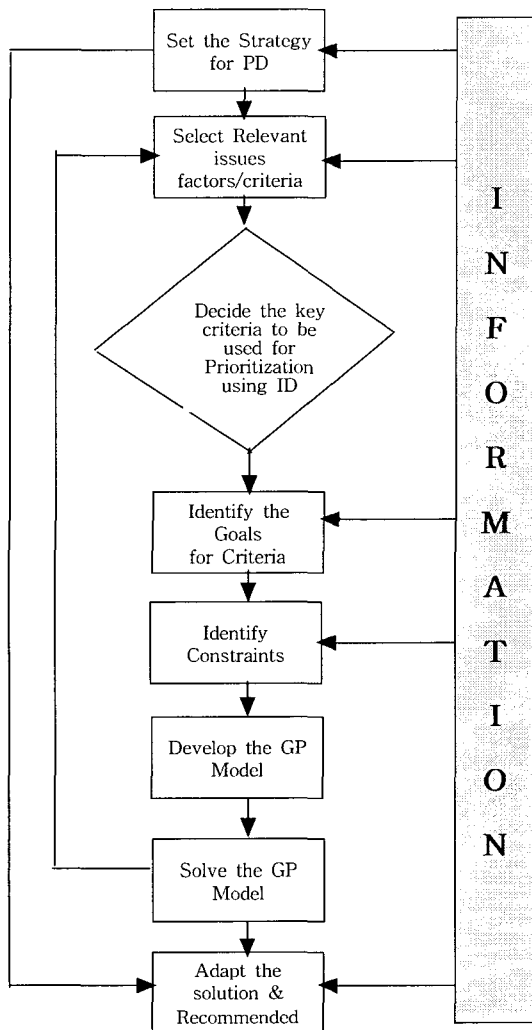 Set the Strategy
for PD
Select Relevant
issues
factors/criteria
Decide the key
criteria to be
used for
Prioritization
using ID
Identify the
Goals
for Criteria
Identify
Constraints
Develop the GP
Model
Solve the GP
Model
Adapt the
solution &
Recommended
I
N
F
O
R
M
A
T
I
O
N